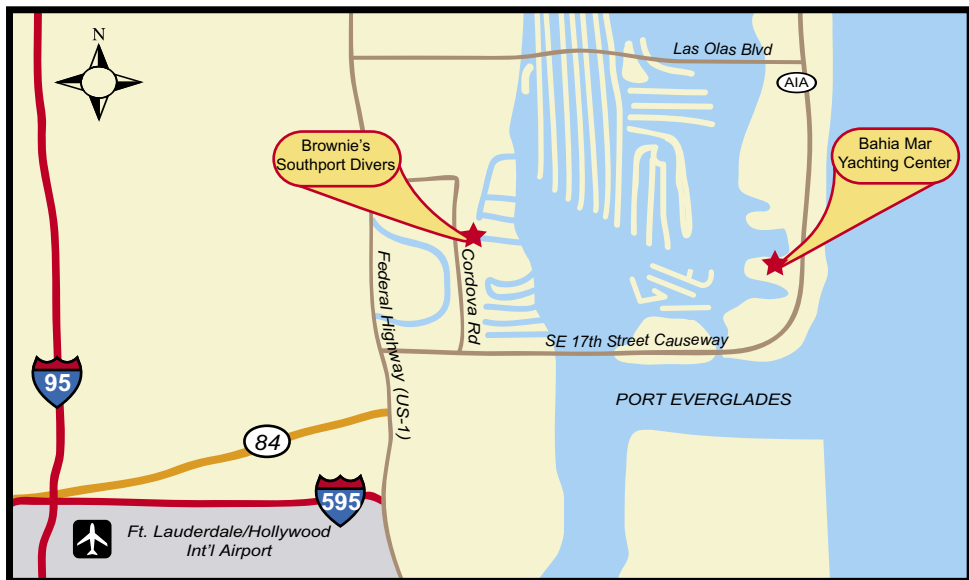 N
Las Olas Blvd
AIA
Brownie's
Southport Divers
Bahia Mar
Yachting Center
Federal Highway (US-1)
Cordova Rd
SE 17th Street Causeway
95
PORT EVERGLADES
84
595
Ft. Lauderdale/Hollywood
Int'l Airport